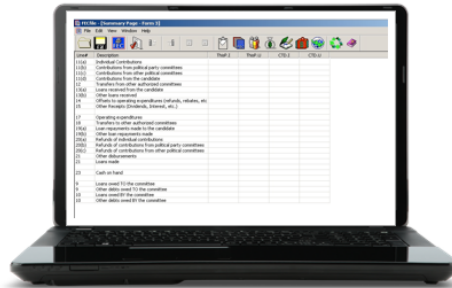 FECfile - [Summary Page - Form 3]
File Edit View Window Help
FEC
Line# Description Their-I Their-U CTD-I CTD-U
11(a) Individual Contributions
11(b) Contributions from political party committees
11(c) Contributions from other political committees
11(d) Contributions from the candidate
12 Transfers from other authorized committees
13(a) Loans received from the candidate
13(b) Other loans received
14 Offsets to operating expenditures (refunds, rebates, etc
15 Other Receipts (Dividends, Interest, etc.)
17 Operating expenditures
18 Transfers to other authorized committees
19(a) Loan repayments made to the candidate
19(b) Other loan repayments made
20(a) Refunds of individual contributions
20(b) Refunds of contributions from political party committees
20(c) Refunds of contributions from other political committees
21 Other disbursements
21 Loans made
23 Cash on hand
9 Loans owed TO the committee
9 Other debts owed TO the committee
10 Loans owed BY the committee
10 Other debts owed BY the committee